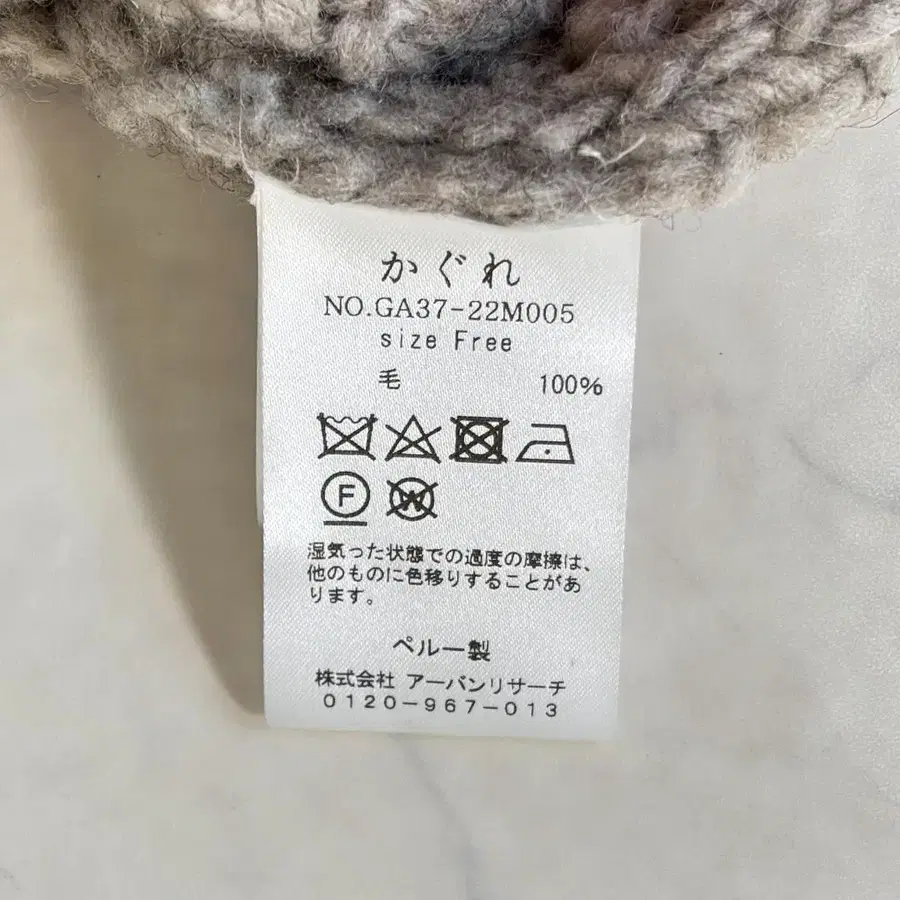 かぐれ
NO.GA37-22M005
size Free
毛 100%
F W
湿気った状態での過度の摩擦は、
他のものに色移りすることがあ
ります。
ペルー製
株式会社 アーバンリサーチ
0120-967-013